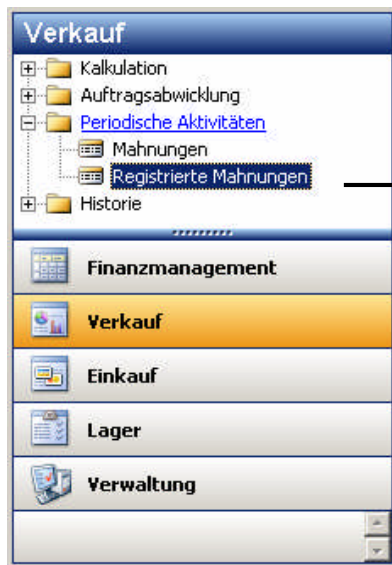 Verkauf
Kalkulation
Auftragsabwicklung
Periodische Aktivitäten
Mahnungen
Registrierte Mahnungen
Historie
Finanzmanagement
Verkauf
Einkauf
Lager
Verwaltung